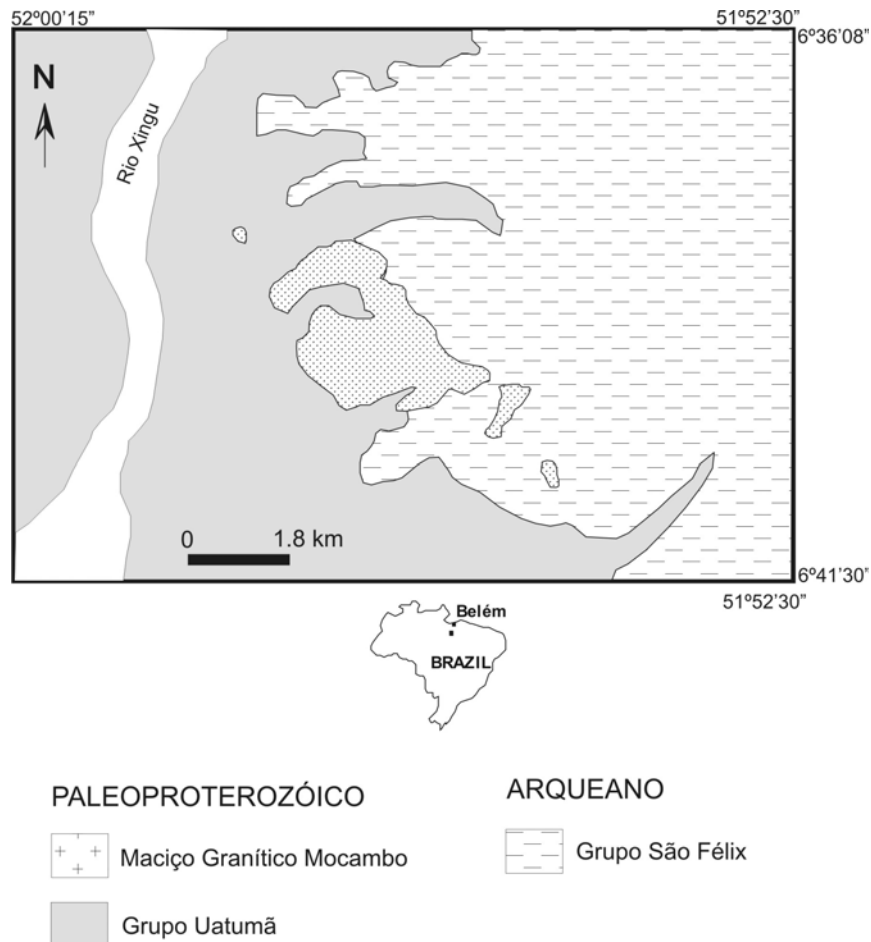 52º00'15”
51º52'30”
6º36'08”
N
Rio Xingu
0 1.8 km
6º41'30”
51º52'30”
Belém
BRAZIL
PALEOPROTEROZÓICO
Maciço Granítico Mocambo
Grupo Uatumã
ARQUEANO
Grupo São Félix